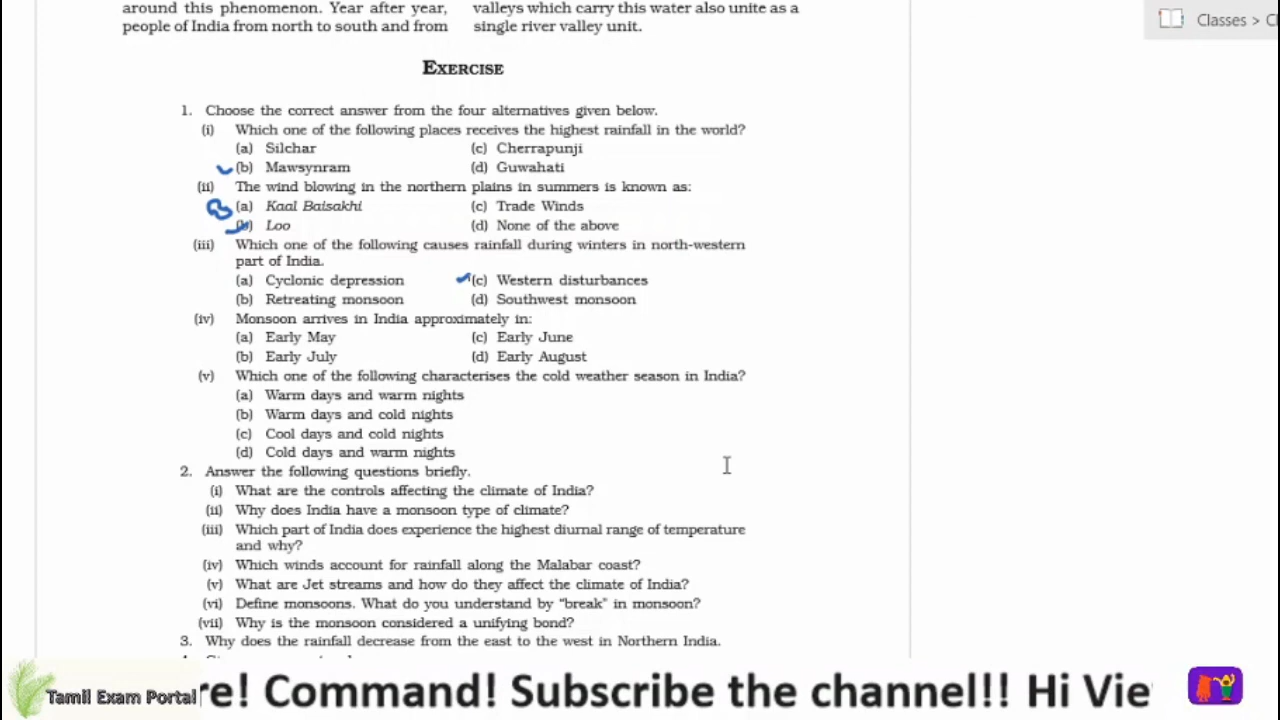 around this phenomenon. Year after year,
people of India from north to south and from
valleys which carry this water also unite as a
single river valley unit.
Classes > C
EXERCISE
1. Choose the correct answer from the four alternatives given below.
(i) Which one of the following places receives the highest rainfall in the world?
(a) Silchar (c) Cherrapunji
(b) Mawsynram (d) Guwahati
(ii) The wind blowing in the northern plains in summers is known as:
(a) Kaal Baisakhi (c) Trade Winds
(b) Loo (d) None of the above
(iii) Which one of the following causes rainfall during winters in north-western
part of India.
(a) Cyclonic depression (c) Western disturbances
(b) Retreating monsoon (d) Southwest monsoon
(iv) Monsoon arrives in India approximately in:
(a) Early May (c) Early June
(b) Early July (d) Early August
(v) Which one of the following characterises the cold weather season in India?
(a) Warm days and warm nights
(b) Warm days and cold nights
(c) Cool days and cold nights
(d) Cold days and warm nights
2. Answer the following questions briefly.
(i) What are the controls affecting the climate of India?
(ii) Why does India have a monsoon type of climate?
(iii) Which part of India does experience the highest diurnal range of temperature
and why?
(iv) Which winds account for rainfall along the Malabar coast?
(v) What are Jet streams and how do they affect the climate of India?
(vi) Define monsoons. What do you understand by "break" in monsoon?
(vii) Why is the monsoon considered a unifying bond?
3. Why does the rainfall decrease from the east to the west in Northern India.
Tamil Exam Portal
re! Command! Subscribe the channel!! Hi Vie